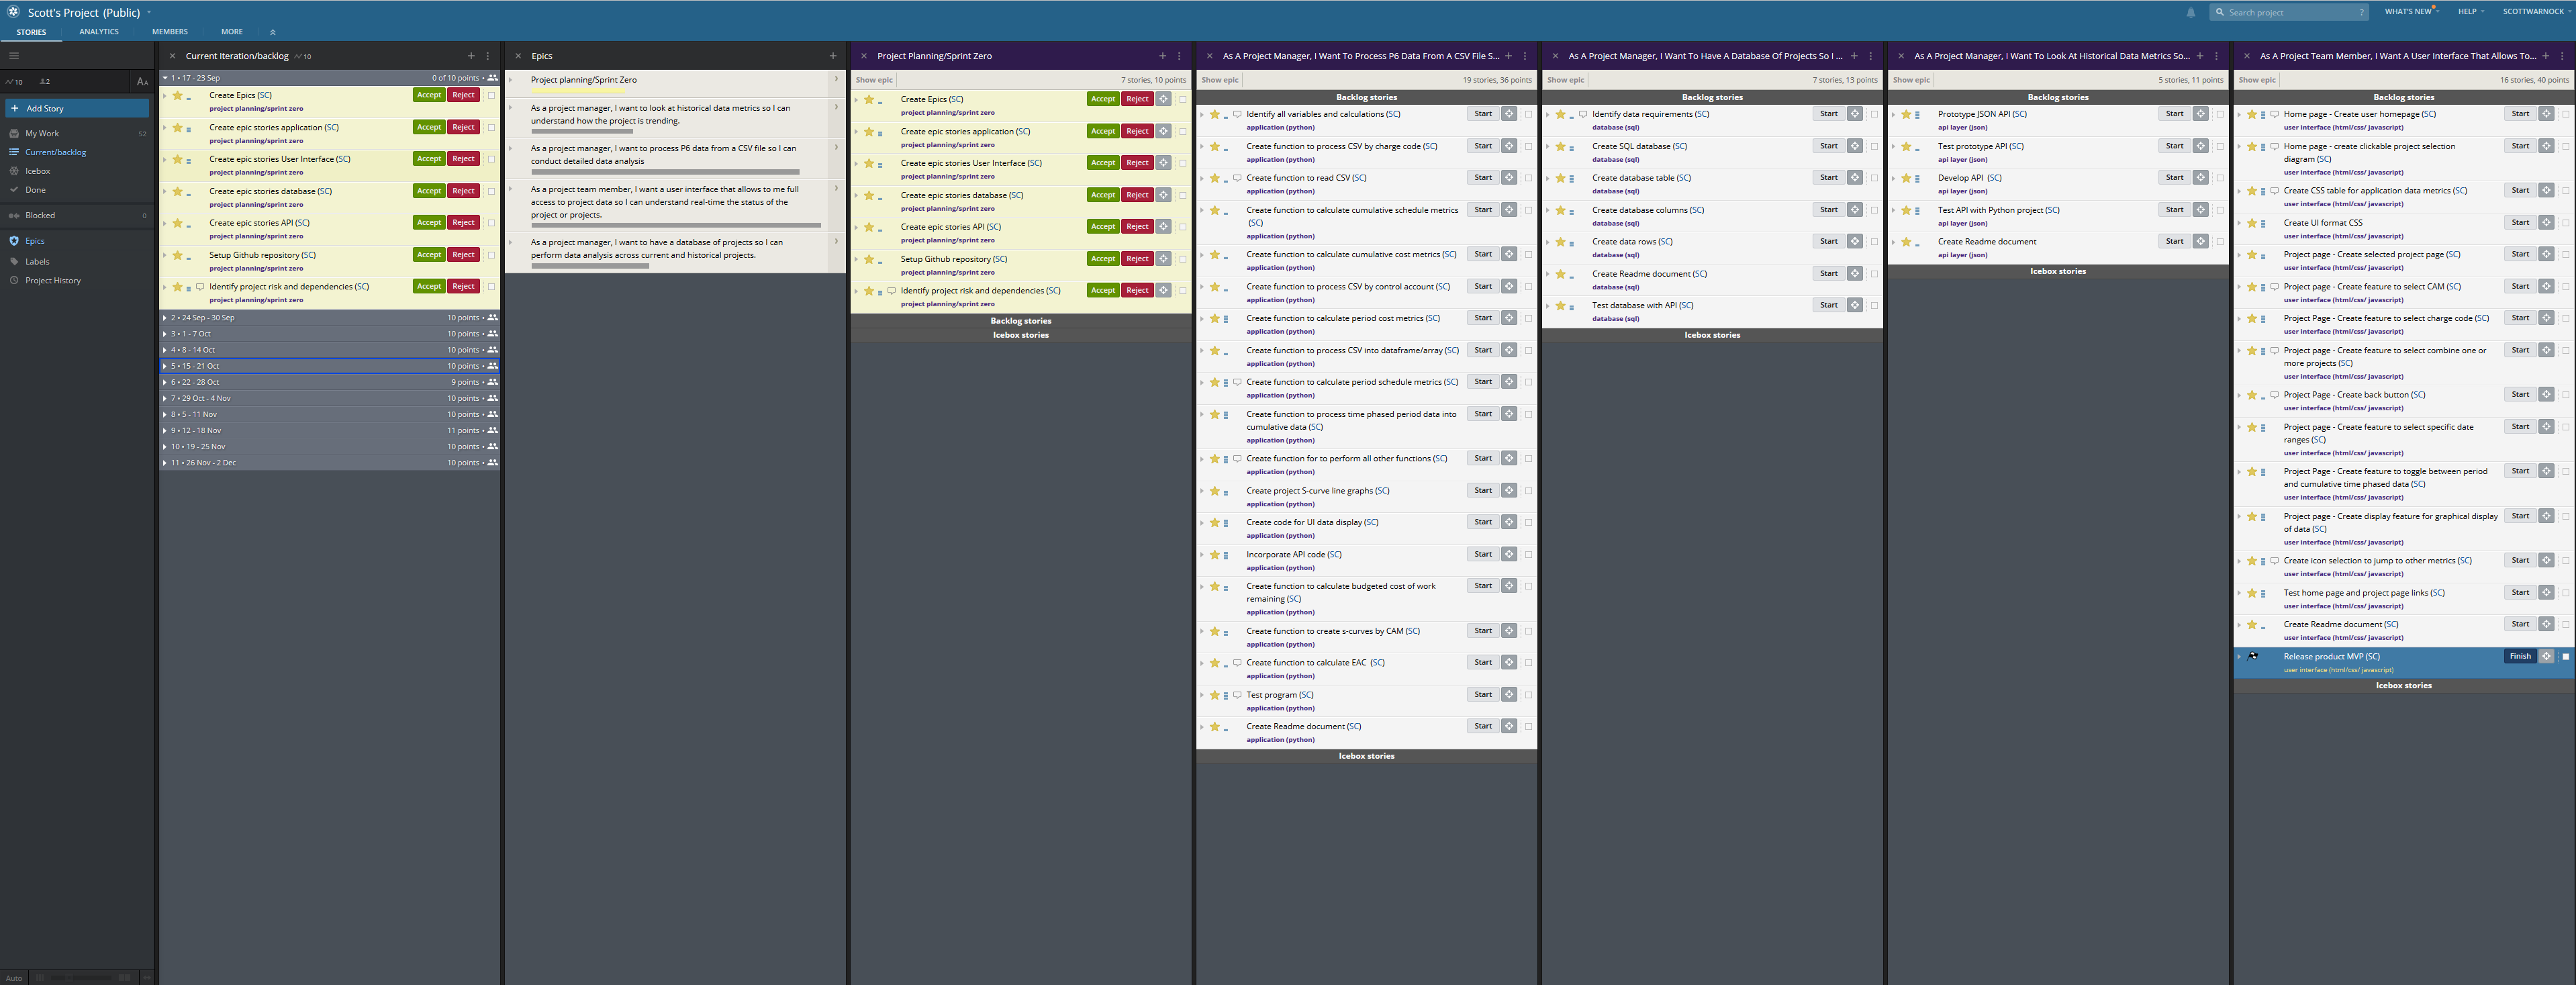 Scott's Project (Public)
Search project
?
WHAT'S NEW
HELP
SCOTTWARNOCK
STORIES
ANALYTICS
MEMBERS
MORE
10
2
AA
+ Add Story
My Work 52
Current/backlog
Icebox
Done
Blocked 0
Epics
Labels
Project History
Auto
Current Iteration/backlog 10
1 • 17 - 23 Sep 0 of 10 points •
Create Epics (SC) Accept Reject
project planning/sprint zero
Create epic stories application (SC) Accept Reject
project planning/sprint zero
Create epic stories User Interface (SC) Accept Reject
project planning/sprint zero
Create epic stories database (SC) Accept Reject
project planning/sprint zero
Create epic stories API (SC) Accept Reject
project planning/sprint zero
Setup Github repository (SC) Accept Reject
project planning/sprint zero
Identify project risk and dependencies (SC) Accept Reject
project planning/sprint zero
2 • 24 Sep - 30 Sep 10 points •
3 • 1 - 7 Oct 10 points •
4 • 8 - 14 Oct 10 points •
5 • 15 - 21 Oct 10 points •
6 • 22 - 28 Oct 9 points •
7 • 29 Oct - 4 Nov 10 points •
8 • 5 - 11 Nov 10 points •
9 • 12 - 18 Nov 11 points •
10 • 19 - 25 Nov 10 points •
11 • 26 Nov - 2 Dec 10 points •
Epics
Project planning/Sprint Zero
As a project manager, I want to look at historical data metrics so I can
understand how the project is trending.
As a project manager, I want to process P6 data from a CSV file so I can
conduct detailed data analysis
As a project team member, I want a user interface that allows to me full
access to project data so I can understand real-time the status of the
project or projects.
As a project manager, I want to have a database of projects so I can
perform data analysis across current and historical projects.
Project Planning/Sprint Zero
Show epic 7 stories, 10 points
Create Epics (SC) Accept Reject
project planning/sprint zero
Create epic stories application (SC) Accept Reject
project planning/sprint zero
Create epic stories User Interface (SC) Accept Reject
project planning/sprint zero
Create epic stories database (SC) Accept Reject
project planning/sprint zero
Create epic stories API (SC) Accept Reject
project planning/sprint zero
Setup Github repository (SC) Accept Reject
project planning/sprint zero
Identify project risk and dependencies (SC) Accept Reject
project planning/sprint zero
Backlog stories
Icebox stories
As A Project Manager, I Want To Process P6 Data From A CSV File S...
Show epic 19 stories, 36 points
Backlog stories
Identify all variables and calculations (SC) Start
application (python)
Create function to process CSV by charge code (SC) Start
application (python)
Create function to read CSV (SC) Start
application (python)
Create function to calculate cumulative schedule metrics Start
(SC)
application (python)
Create function to calculate cumulative cost metrics (SC) Start
application (python)
Create function to process CSV by control account (SC) Start
application (python)
Create function to calculate period cost metrics (SC) Start
application (python)
Create function to process CSV into dataframe/array (SC) Start
application (python)
Create function to calculate period schedule metrics (SC) Start
application (python)
Create function to process time phased period data into Start
cumulative data (SC)
application (python)
Create function for to perform all other functions (SC) Start
application (python)
Create project S-curve line graphs (SC) Start
application (python)
Create code for UI data display (SC) Start
application (python)
Incorporate API code (SC) Start
application (python)
Create function to calculate budgeted cost of work Start
remaining (SC)
application (python)
Create function to create s-curves by CAM (SC) Start
application (python)
Create function to calculate EAC (SC) Start
application (python)
Test program (SC) Start
application (python)
Create Readme document (SC) Start
application (python)
Icebox stories
As A Project Manager, I Want To Have A Database Of Projects So I ...
Show epic 7 stories, 13 points
Backlog stories
Identify data requirements (SC) Start
database (sql)
Create SQL database (SC) Start
database (sql)
Create database table (SC) Start
database (sql)
Create database columns (SC) Start
database (sql)
Create data rows (SC) Start
database (sql)
Create Readme document (SC) Start
database (sql)
Test database with API (SC) Start
database (sql)
Icebox stories
As A Project Manager, I Want To Look At Historical Data Metrics So...
Show epic 5 stories, 11 points
Backlog stories
Prototype JSON API (SC) Start
api layer (json)
Test prototype API (SC) Start
api layer (json)
Develop API (SC) Start
api layer (json)
Test API with Python project (SC) Start
api layer (json)
Create Readme document Start
api layer (json)
Icebox stories
As A Project Team Member, I Want A User Interface That Allows To...
Show epic 16 stories, 40 points
Backlog stories
Home page - Create user homepage (SC) Start
user interface (html/css/ javascript)
Home page - create clickable project selection Start
diagram (SC)
user interface (html/css/ javascript)
Create CSS table for application data metrics (SC) Start
user interface (html/css/ javascript)
Create UI format CSS Start
user interface (html/css/ javascript)
Project page - Create selected project page (SC) Start
user interface (html/css/ javascript)
Project page - Create feature to select CAM (SC) Start
user interface (html/css/ javascript)
Project Page - Create feature to select charge code (SC) Start
user interface (html/css/ javascript)
Project page - Create feature to select combine one or Start
more projects (SC)
user interface (html/css/ javascript)
Project Page - Create back button (SC) Start
user interface (html/css/ javascript)
Project page - Create feature to select specific date Start
ranges (SC)
user interface (html/css/ javascript)
Project Page - Create feature to toggle between period Start
and cumulative time phased data (SC)
user interface (html/css/ javascript)
Project page - Create display feature for graphical display Start
of data (SC)
user interface (html/css/ javascript)
Create icon selection to jump to other metrics (SC) Start
user interface (html/css/ javascript)
Test home page and project page links (SC) Start
user interface (html/css/ javascript)
Create Readme document (SC) Start
user interface (html/css/ javascript)
Release product MVP (SC) Finish
user interface (html/css/ javascript)
Icebox stories